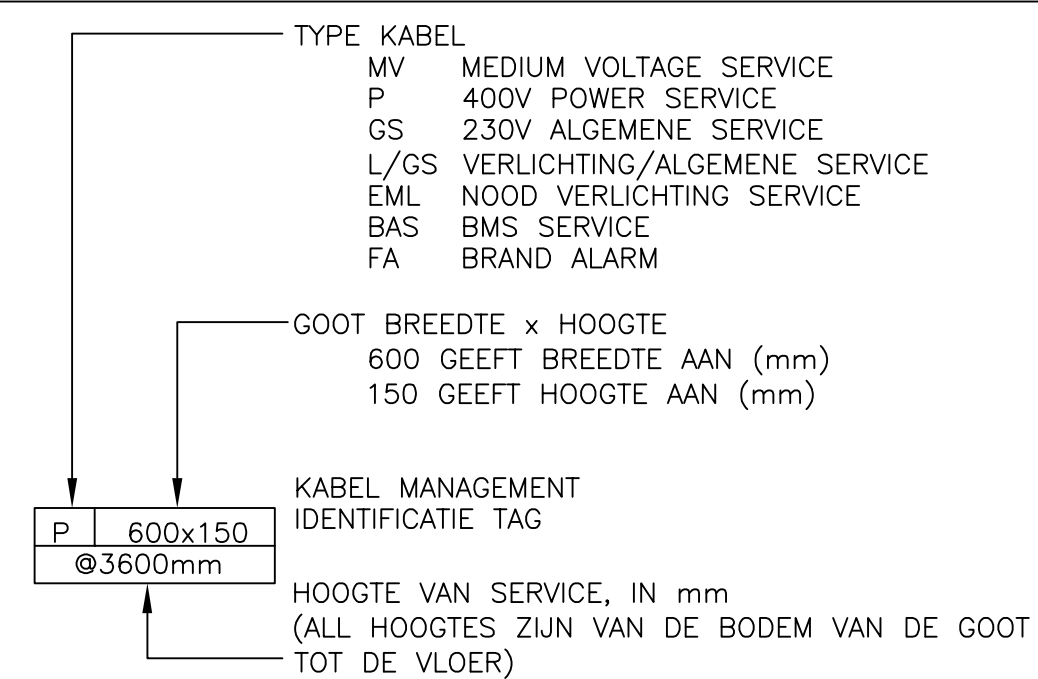 TYPE KABEL
MV MEDIUM VOLTAGE SERVICE
P 400V POWER SERVICE
GS 230V ALGEMENE SERVICE
L/GS VERLICHTING/ALGEMENE SERVICE
EML NOOD VERLICHTING SERVICE
BAS BMS SERVICE
FA BRAND ALARM
GOOT BREEDTE x HOOGTE
600 GEEFT BREEDTE AAN (mm)
150 GEEFT HOOGTE AAN (mm)
KABEL MANAGEMENT
IDENTIFICATIE TAG
P 600x150
@3600mm
HOOGTE VAN SERVICE, IN mm
(ALL HOOGTES ZIJN VAN DE BODEM VAN DE GOOT
TOT DE VLOER)